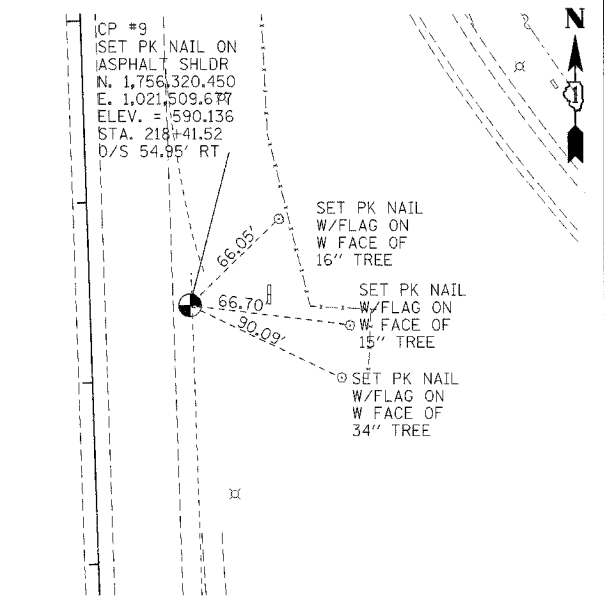 CP #9
SET PK NAIL ON
ASPHALT SHLDR
N. 1,756,320.450
E. 1,021,509.677
ELEV. = 590.136
STA. 218+41.52
O/S 54.95' RT
N
66.05'
SET PK NAIL
W/FLAG ON
W FACE OF
16" TREE
66.70'
SET PK NAIL
W/FLAG ON
W FACE OF
15" TREE
90.09'
SET PK NAIL
W/FLAG ON
W FACE OF
34" TREE